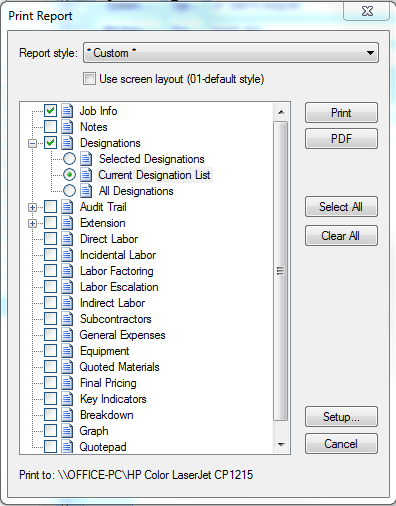 Print Report
Report style: * Custom *
Use screen layout (01-default style)
Job Info
Print
Notes
Designations
PDF
Selected Designations
Current Designation List
All Designations
Audit Trail
Select All
Extension
Direct Labor
Clear All
Incidental Labor
Labor Factoring
Labor Escalation
Indirect Labor
Subcontractors
General Expenses
Equipment
Quoted Materials
Final Pricing
Key Indicators
Breakdown
Setup...
Graph
Quotepad
Cancel
Print to: \\OFFICE-PC\HP Color LaserJet CP1215